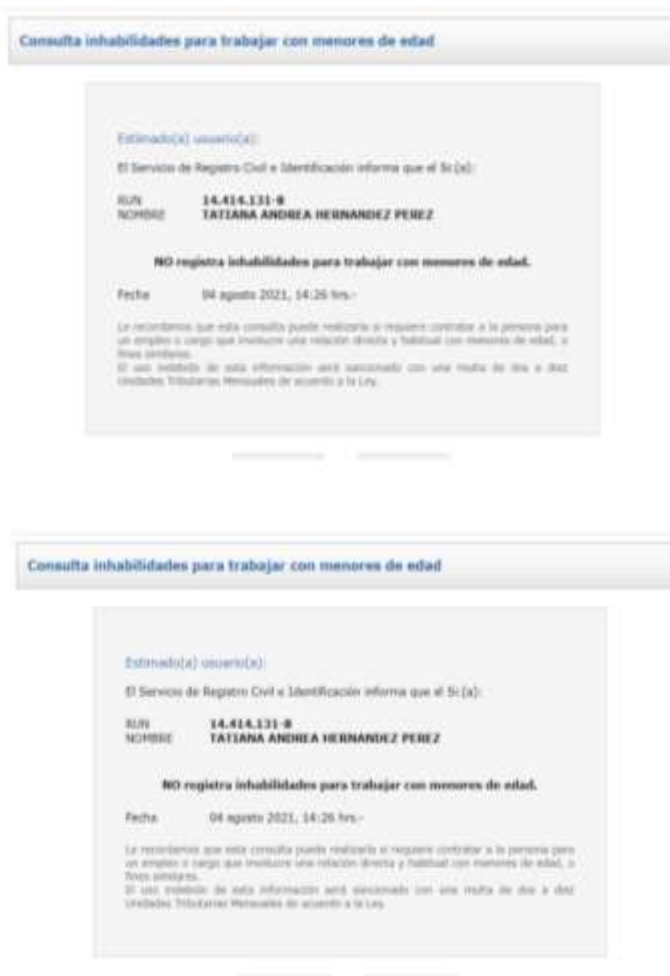 Consulta inhabilidades para trabajar con menores de edad
Estimado(a) usuario(a):
El Servicio de Registro Civil e Identificación informa que el Sr.(a):
RUN 14.414.131-8
NOMBRE TATIANA ANDREA HERNANDEZ PEREZ
NO registra inhabilidades para trabajar con menores de edad.
Fecha 04 agosto 2021, 14:26 hrs.-
Le recordamos que esta consulta puede realizarla si requiere contratar a la persona para
un empleo o cargo que involucre una relación directa y habitual con menores de edad, o
fines similares.
El uso indebido de esta información será sancionado con una multa de dos a diez
Unidades Tributarias Mensuales de acuerdo a la Ley.
Consulta inhabilidades para trabajar con menores de edad
Estimado(a) usuario(a):
El Servicio de Registro Civil e Identificación informa que el Sr.(a):
RUN 14.414.131-8
NOMBRE TATIANA ANDREA HERNANDEZ PEREZ
NO registra inhabilidades para trabajar con menores de edad.
Fecha 04 agosto 2021, 14:26 hrs.-
Le recordamos que esta consulta puede realizarla si requiere contratar a la persona para
un empleo o cargo que involucre una relación directa y habitual con menores de edad, o
fines similares.
El uso indebido de esta información será sancionado con una multa de dos a diez
Unidades Tributarias Mensuales de acuerdo a la Ley.